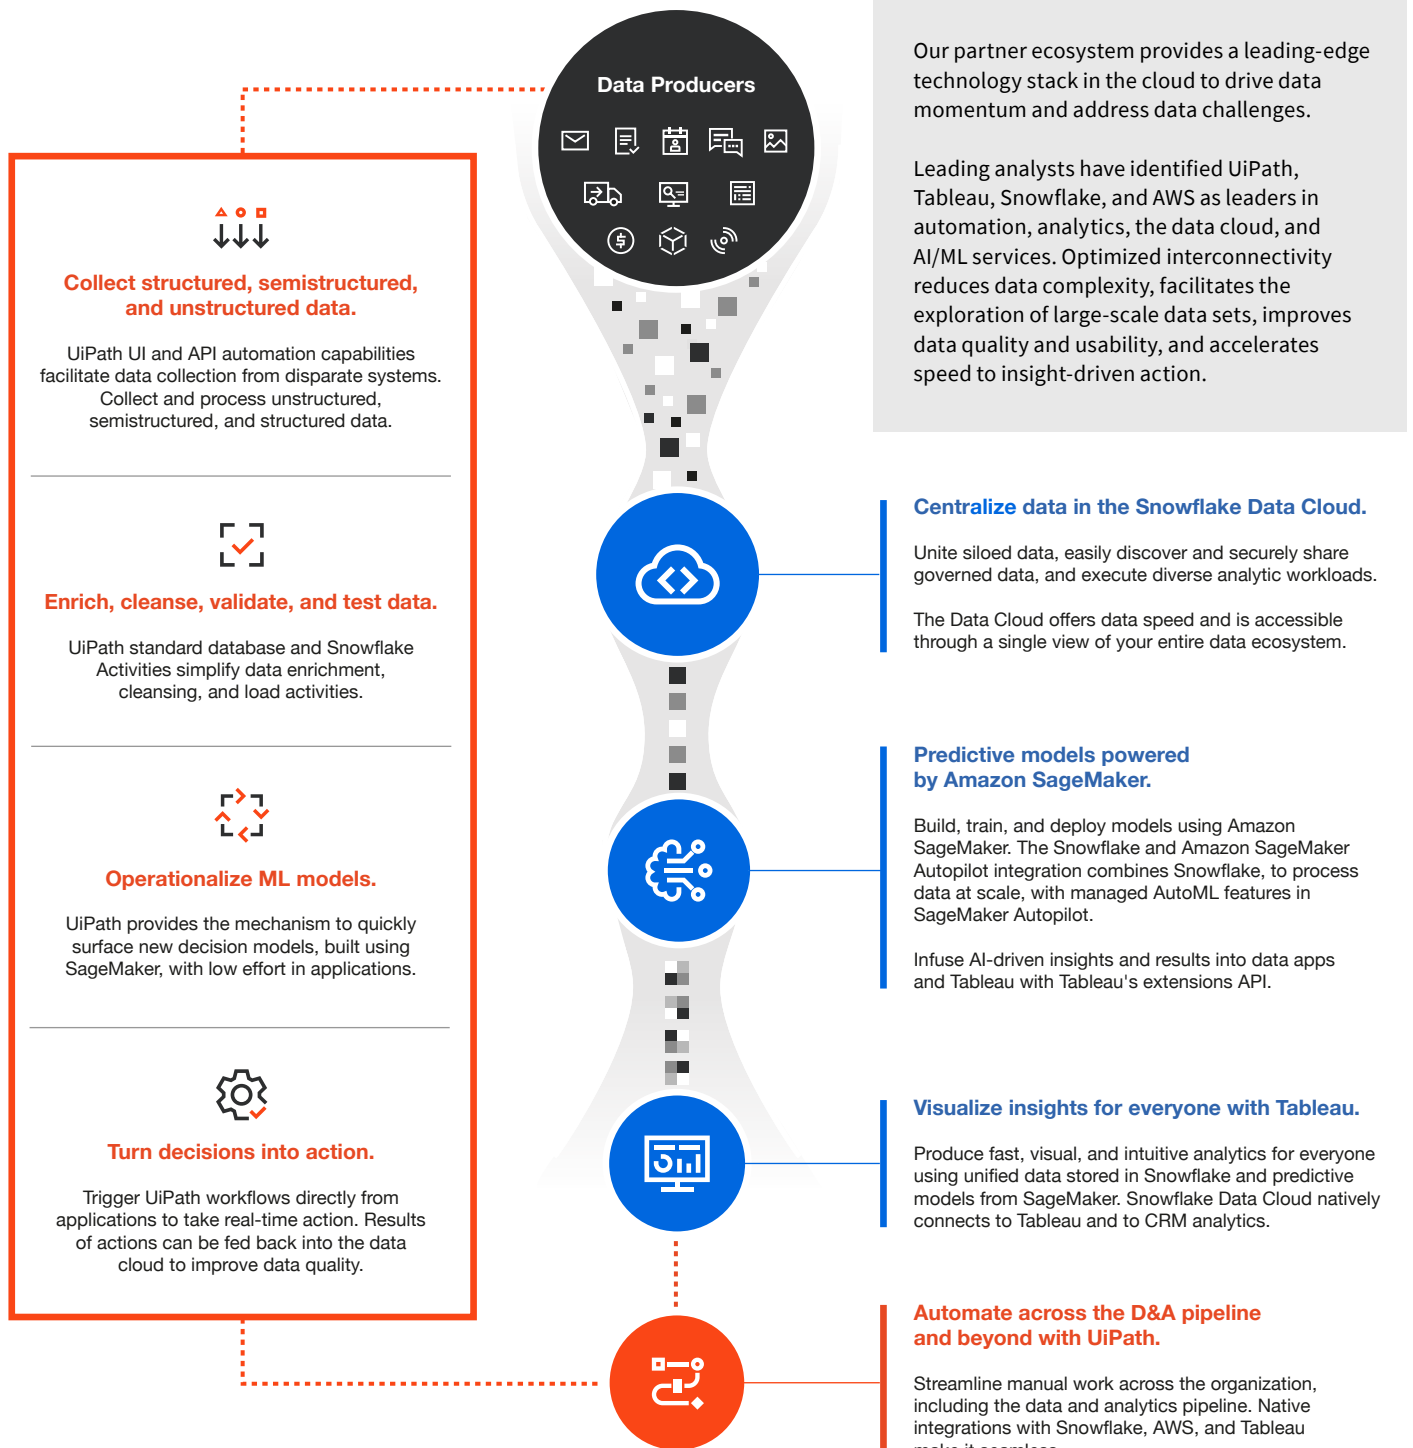 Data Producers
Our partner ecosystem provides a leading-edge
technology stack in the cloud to drive data
momentum and address data challenges.
Leading analysts have identified UiPath,
Tableau, Snowflake, and AWS as leaders in
automation, analytics, the data cloud, and
AI/ML services. Optimized interconnectivity
reduces data complexity, facilitates the
exploration of large-scale data sets, improves
data quality and usability, and accelerates
speed to insight-driven action.
Collect structured, semistructured,
and unstructured data.
UiPath UI and API automation capabilities
facilitate data collection from disparate systems.
Collect and process unstructured,
semistructured, and structured data.
Enrich, cleanse, validate, and test data.
UiPath standard database and Snowflake
Activities simplify data enrichment,
cleansing, and load activities.
Operationalize ML models.
UiPath provides the mechanism to quickly
surface new decision models, built using
SageMaker, with low effort in applications.
Turn decisions into action.
Trigger UiPath workflows directly from
applications to take real-time action. Results
of actions can be fed back into the data
cloud to improve data quality.
Centralize data in the Snowflake Data Cloud.
Unite siloed data, easily discover and securely share
governed data, and execute diverse analytic workloads.
The Data Cloud offers data speed and is accessible
through a single view of your entire data ecosystem.
Predictive models powered
by Amazon SageMaker.
Build, train, and deploy models using Amazon
SageMaker. The Snowflake and Amazon SageMaker
Autopilot integration combines Snowflake, to process
data at scale, with managed AutoML features in
SageMaker Autopilot.
Infuse AI-driven insights and results into data apps
and Tableau with Tableau's extensions API.
Visualize insights for everyone with Tableau.
Produce fast, visual, and intuitive analytics for everyone
using unified data stored in Snowflake and predictive
models from SageMaker. Snowflake Data Cloud natively
connects to Tableau and to CRM analytics.
Automate across the D&A pipeline
and beyond with UiPath.
Streamline manual work across the organization,
including the data and analytics pipeline. Native
integrations with Snowflake, AWS, and Tableau
make it seamless.